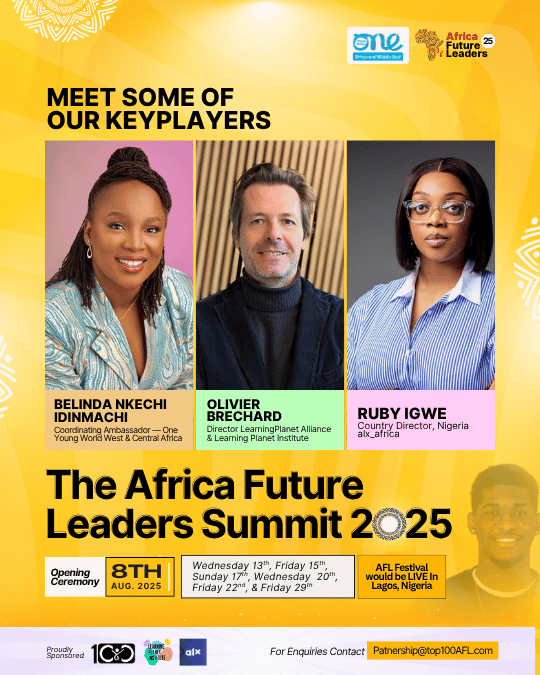 one
Africa
Future
Leaders
25
MEET SOME OF
OUR KEYPLAYERS
BELINDA NKECHI
IDINMACHI
Coordinating Ambassador — One
Young World West & Central Africa
OLIVIER
BRECHARD
Director LearningPlanet Alliance
& Learning Planet Institute
RUBY IGWE
Country Director, Nigeria
alx_africa
The Africa Future
Leaders Summit 2025
Opening
Ceremony
8TH
AUG. 2025
Wednesday 13th, Friday 15th,
Sunday 17th, Wednesday 20th,
Friday 22nd, & Friday 29th
AFL Festival
would be LIVE In
Lagos, Nigeria
Proudly
Sponsored
100
LEARNING
PLANET
INSTITUTE
alx
For Enquiries Contact
Patnership@top100AFL.com